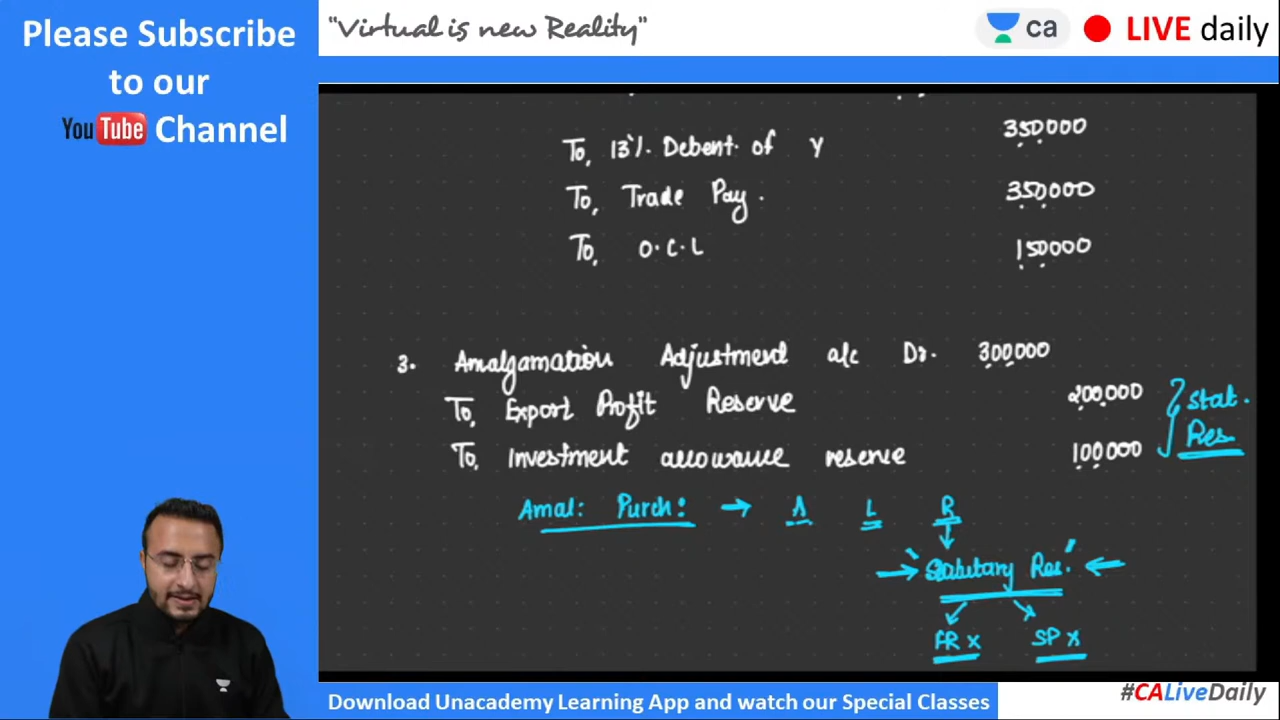 Please Subscribe
to our
YouTube Channel
"Virtual is new Reality"
ca
LIVE daily
To, 13%. Debent. of Y 350000
To, Trade Pay. 350000
To, O.C.L 150000
3. Amalgamation Adjustment a/c Dr. 300000
To, Export Profit Reserve 200000
To, Investment allowance reserve 100000
Stat.
Res
Amal: Purch: → A L R
→ 'Statutary Res.' ←
FR x SP x
Download Unacademy Learning App and watch our Special Classes
#CALiveDaily